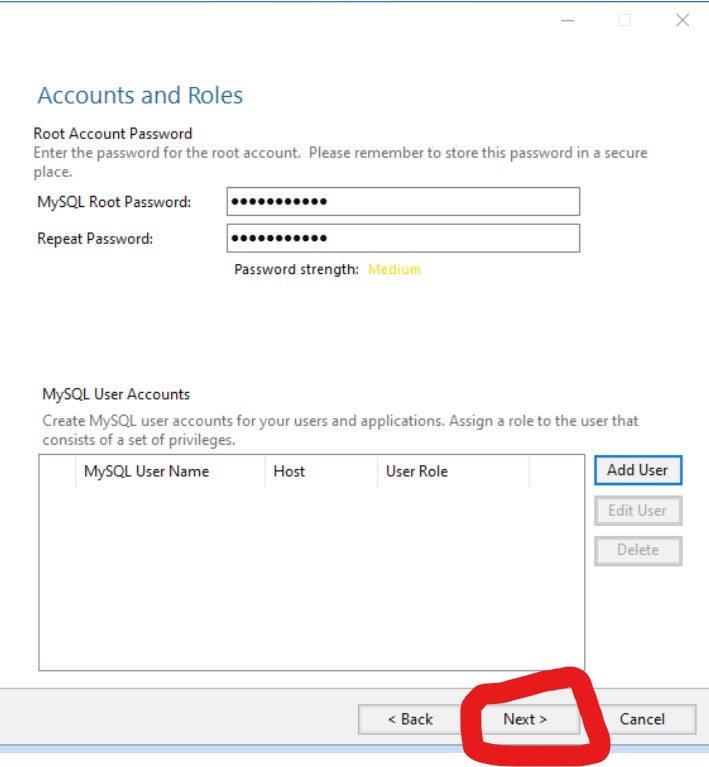 Accounts and Roles
Root Account Password
Enter the password for the root account. Please remember to store this password in a secure
place.
MySQL Root Password: •••••••••••
Repeat Password: •••••••••••
Password strength: Medium
MySQL User Accounts
Create MySQL user accounts for your users and applications. Assign a role to the user that
consists of a set of privileges.
MySQL User Name Host User Role
Add User
Edit User
Delete
< Back Next > Cancel